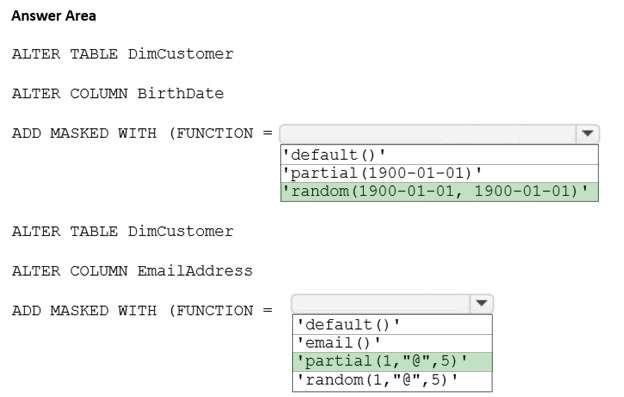 Answer Area
ALTER TABLE DimCustomer
ALTER COLUMN BirthDate
ADD MASKED WITH (FUNCTION =
'default()'
'partial(1900-01-01)'
'random(1900-01-01, 1900-01-01)'
ALTER TABLE DimCustomer
ALTER COLUMN EmailAddress
ADD MASKED WITH (FUNCTION =
'default()'
'email()'
'partial(1,"@",5)'
'random(1,"@",5)'